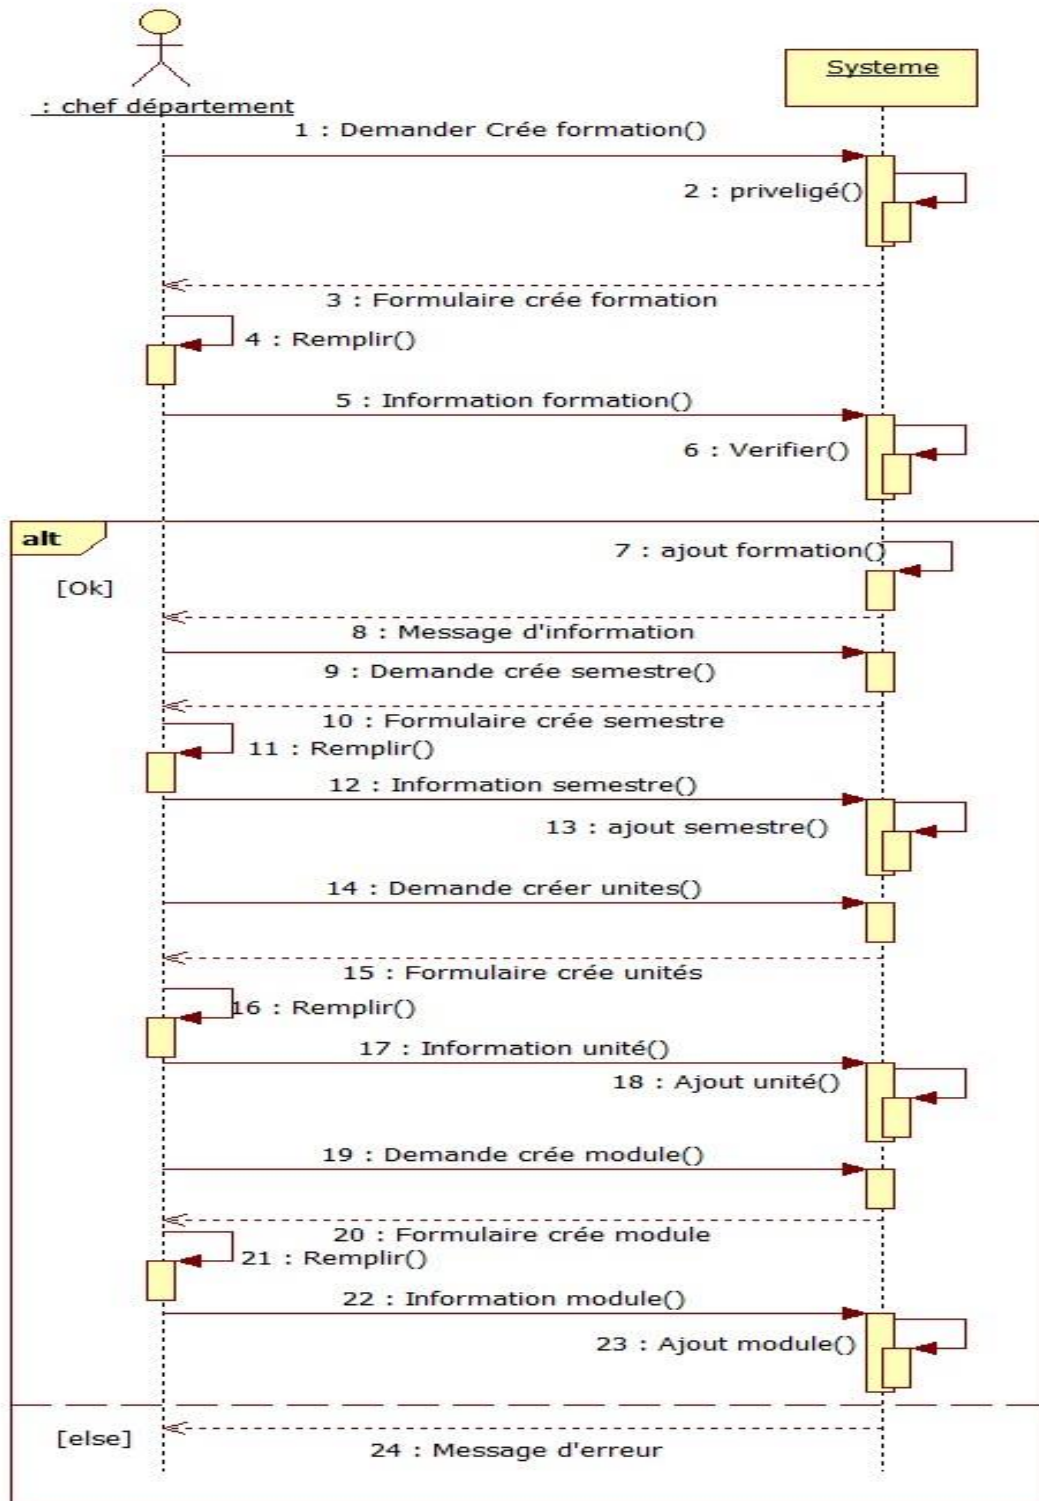 Systeme
: chef département
1 : Demander Crée formation()
2 : priveligé()
3 : Formulaire crée formation
4 : Remplir()
5 : Information formation()
6 : Verifier()
alt
7 : ajout formation()
[Ok]
8 : Message d'information
9 : Demande crée semestre()
10 : Formulaire crée semestre
11 : Remplir()
12 : Information semestre()
13 : ajout semestre()
14 : Demande créer unites()
15 : Formulaire crée unités
16 : Remplir()
17 : Information unité()
18 : Ajout unité()
19 : Demande crée module()
20 : Formulaire crée module
21 : Remplir()
22 : Information module()
23 : Ajout module()
[else]
24 : Message d'erreur